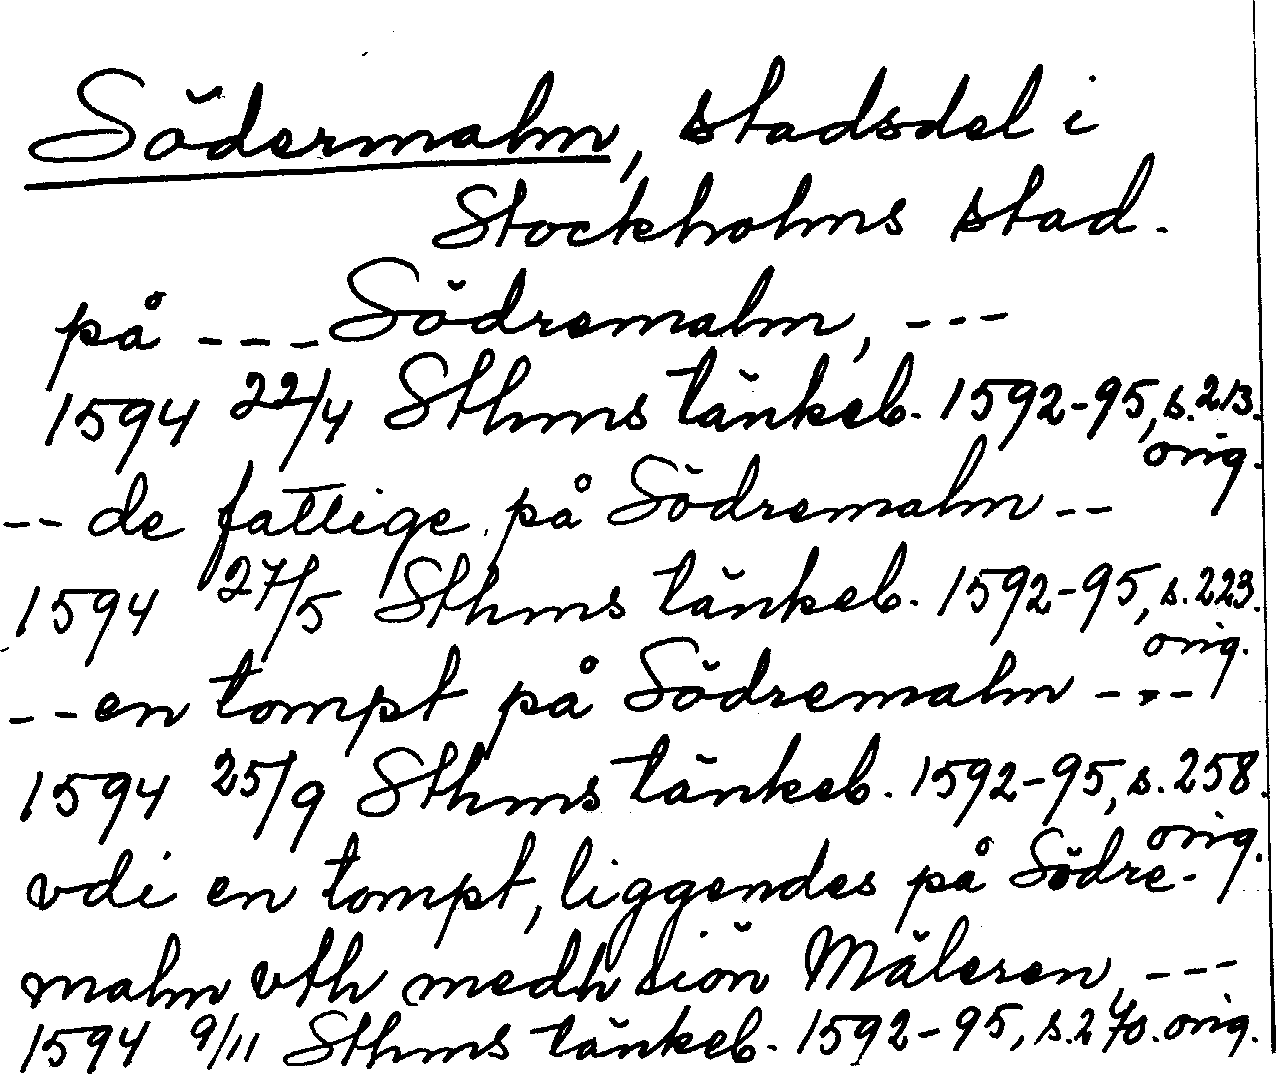 Södermalm, stadsdel i
Stockholms stad.
på --- Södremalm, ---
1594 22/4 Sthms tänkeb. 1592-95, s. 213.
orig.
-- de fattige på Södremalm --
1594 27/5 Sthms tänkeb. 1592-95, s. 223.
orig.
-- en tompt på Södremalm ---
1594 25/9 Sthms tänkeb. 1592-95, s. 258.
orig.
vdi en tompt, liggendes på Södre-
malm vth medh siön Mäleren, ---
1594 9/11 Sthms tänkeb. 1592-95, s. 270. orig.